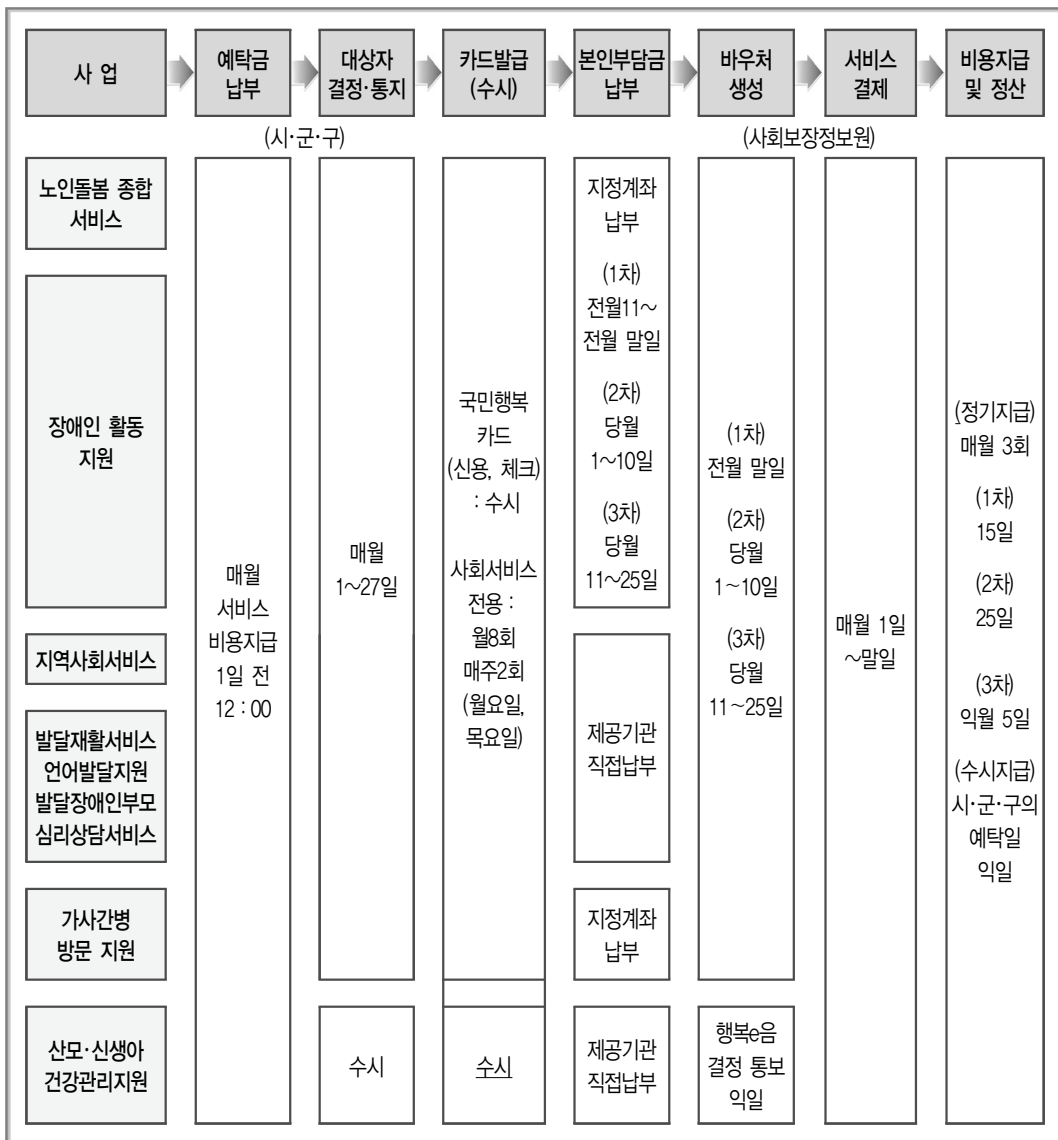 사 업
예탁금
납부
대상자
결정·통지
카드발급
(수시)
본인부담금
납부
바우처
생성
서비스
결제
비용지급
및 정산
(시·군·구)
(사회보장정보원)
노인돌봄 종합
서비스
장애인 활동
지원
지역사회서비스
발달재활서비스
언어발달지원
발달장애인부모
심리상담서비스
가사간병
방문 지원
산모·신생아
건강관리지원
매월
서비스
비용지급
1일 전
12 : 00
매월
1~27일
수시
국민행복
카드
(신용, 체크)
: 수시
사회서비스
전용 :
월8회
매주2회
(월요일,
목요일)
수시
지정계좌
납부
(1차)
전월11~
전월 말일
(2차)
당월
1~10일
(3차)
당월
11~25일
제공기관
직접납부
지정계좌
납부
제공기관
직접납부
(1차)
전월 말일
(2차)
당월
1~10일
(3차)
당월
11~25일
행복e음
결정 통보
익일
매월 1일
~말일
(정기지급)
매월 3회
(1차)
15일
(2차)
25일
(3차)
익월 5일
(수시지급)
시·군·구의
예탁일
익일